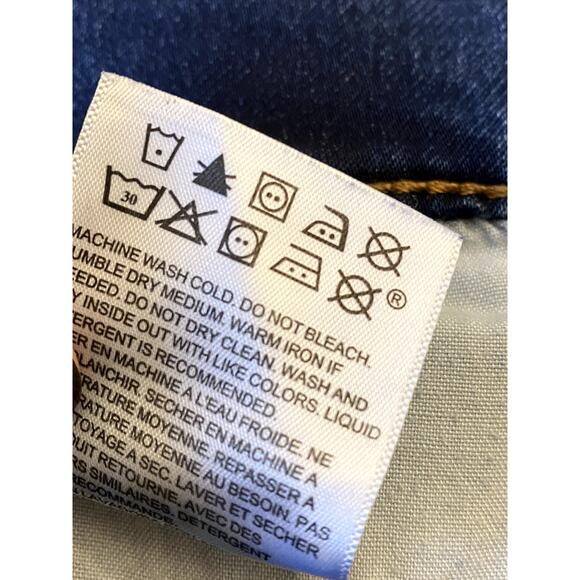 30
®
MACHINE WASH COLD. DO NOT BLEACH.
UMBLE DRY MEDIUM. WARM IRON IF
EEDED. DO NOT DRY CLEAN. WASH AND
Y INSIDE OUT WITH LIKE COLORS. LIQUID
ERGENT IS RECOMMENDED
ER EN MACHINE A L'EAU FROIDE. NE
LANCHIR. SECHER EN MACHINE A
RATURE MOYENNE. REPASSER A
RATURE MOYENNE AU BESOIN. PAS
TOYAGE A SEC. LAVER ET SECHER
OUT RETOURNE, AVEC DES
RS SIMILAIRES. DETERGENT
RECOMMANDE.